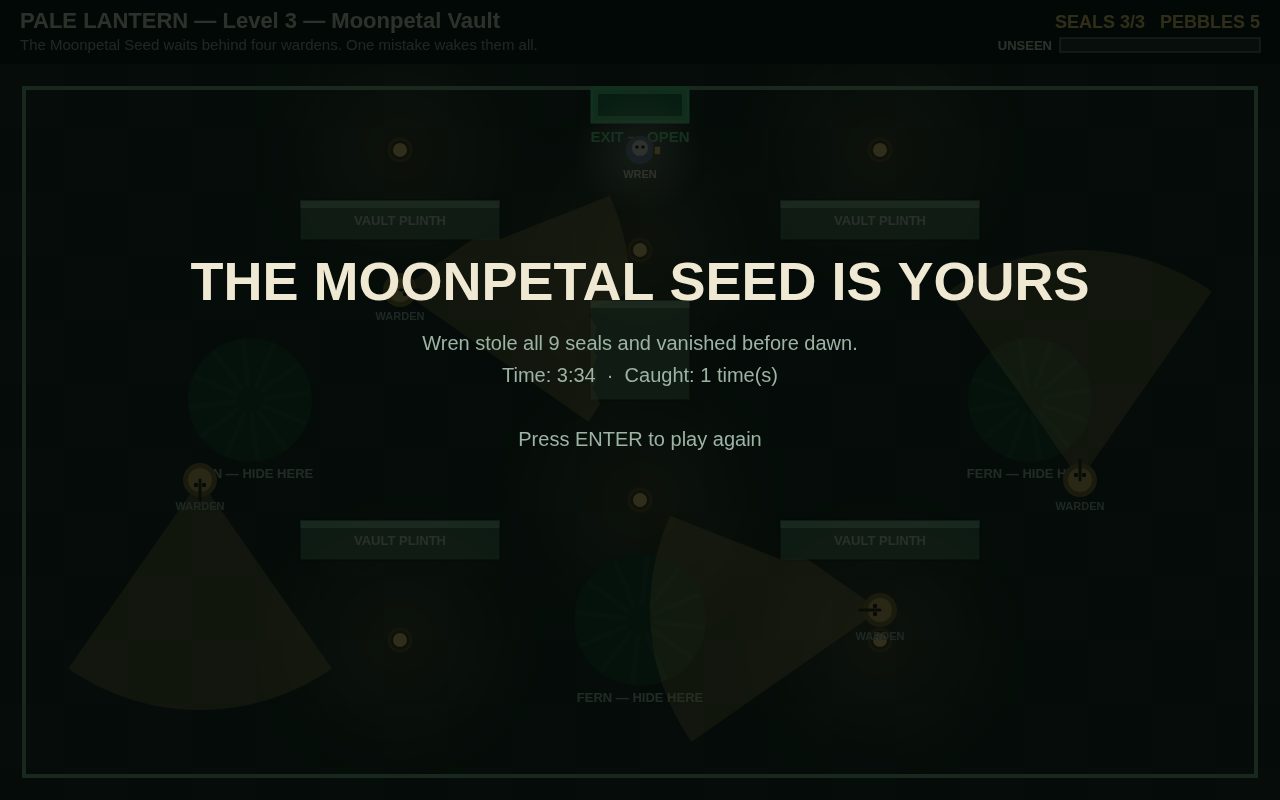 PALE LANTERN — Level 3 — Moonpetal Vault
SEALS 3/3 PEBBLES 5
The Moonpetal Seed waits behind four wardens. One mistake wakes them all.
UNSEEN
EXIT — OPEN
WREN
VAULT PLINTH
VAULT PLINTH
THE MOONPETAL SEED IS YOURS
WARDEN
Wren stole all 9 seals and vanished before dawn.
Time: 3:34 · Caught: 1 time(s)
Press ENTER to play again
N — HIDE HERE
FERN — HIDE H
WARDEN
WARDEN
VAULT PLINTH
VAULT PLINTH
WARDEN
FERN — HIDE HERE